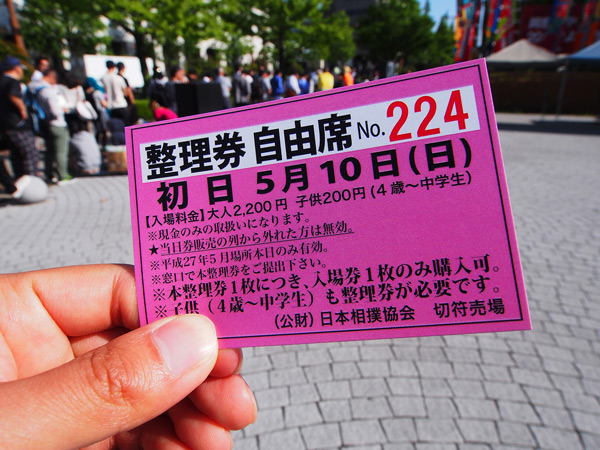 整理券 自由席 No. 224
初日 5月10日(日)
【入場料金】大人2,200円 子供200円(4歳～中学生)
※現金のみの取扱いになります。
★当日券販売の列から外れた方は無効。
※平成27年5月場所本日のみ有効。
※窓口で本整理券をご提出下さい。
※本整理券1枚につき、入場券1枚のみ購入可。
※子供(4歳～中学生)も整理券が必要です。
(公財)日本相撲協会 切符売場